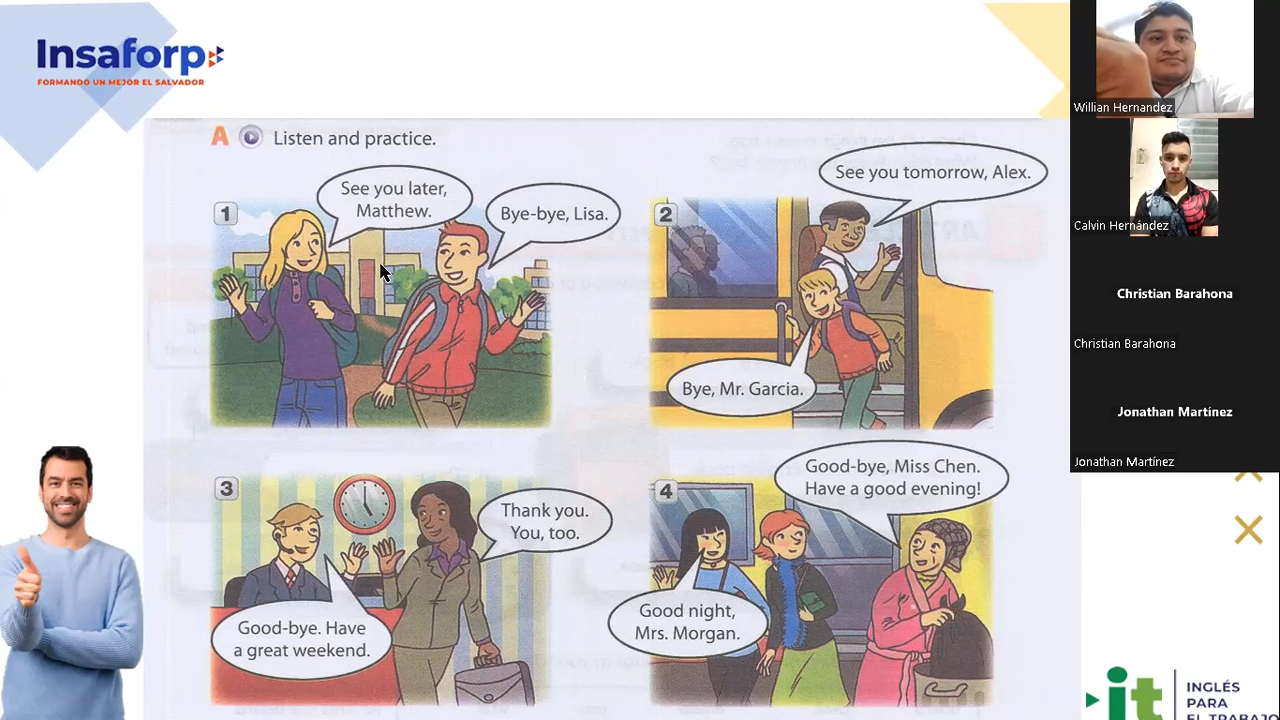 Insaforp
FORMANDO UN MEJOR EL SALVADOR
A Listen and practice.
1
See you later,
Matthew.
Bye-bye, Lisa.
2
See you tomorrow, Alex.
Bye, Mr. Garcia.
3
Thank you.
You, too.
Good-bye. Have
a great weekend.
4
Good-bye, Miss Chen.
Have a good evening!
Good night,
Mrs. Morgan.
Willian Hernandez
Calvin Hernández
Christian Barahona
Christian Barahona
Jonathan Martínez
Jonathan Martínez
it
INGLÉS
PARA
EL TRABAJO